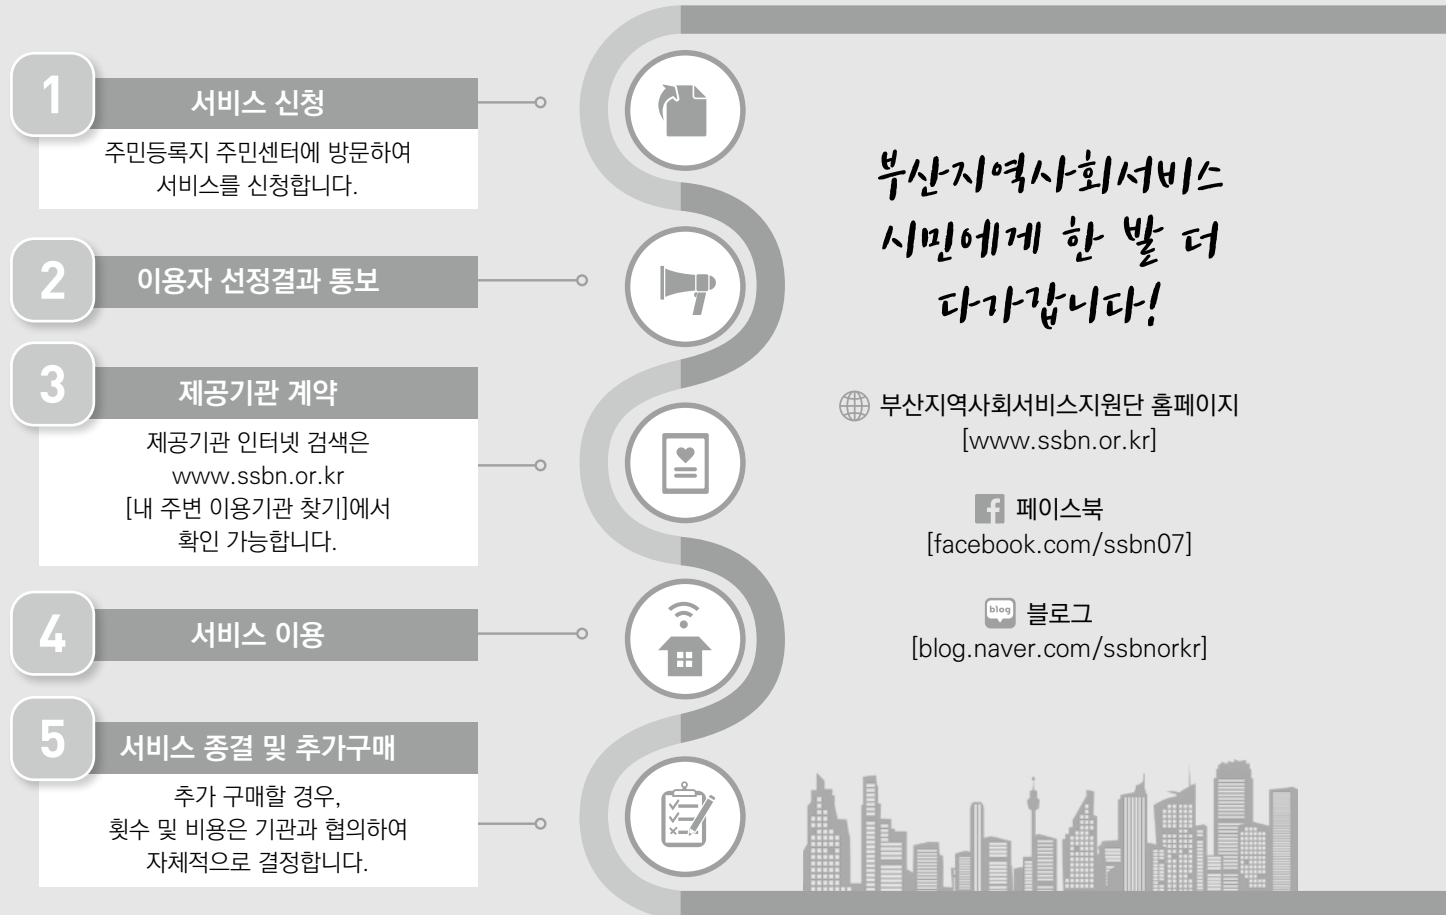 1
서비스 신청
주민등록지 주민센터에 방문하여
서비스를 신청합니다.
2
이용자 선정결과 통보
3
제공기관 계약
제공기관 인터넷 검색은
www.ssbn.or.kr
[내 주변 이용기관 찾기]에서
확인 가능합니다.
4
서비스 이용
5
서비스 종결 및 추가구매
추가 구매할 경우,
횟수 및 비용은 기관과 협의하여
자체적으로 결정합니다.
부산지역사회서비스
시민에게 한 발 더
다가갑니다!
부산지역사회서비스지원단 홈페이지
[www.ssbn.or.kr]
페이스북
[facebook.com/ssbn07]
blog 블로그
[blog.naver.com/ssbnorkr]